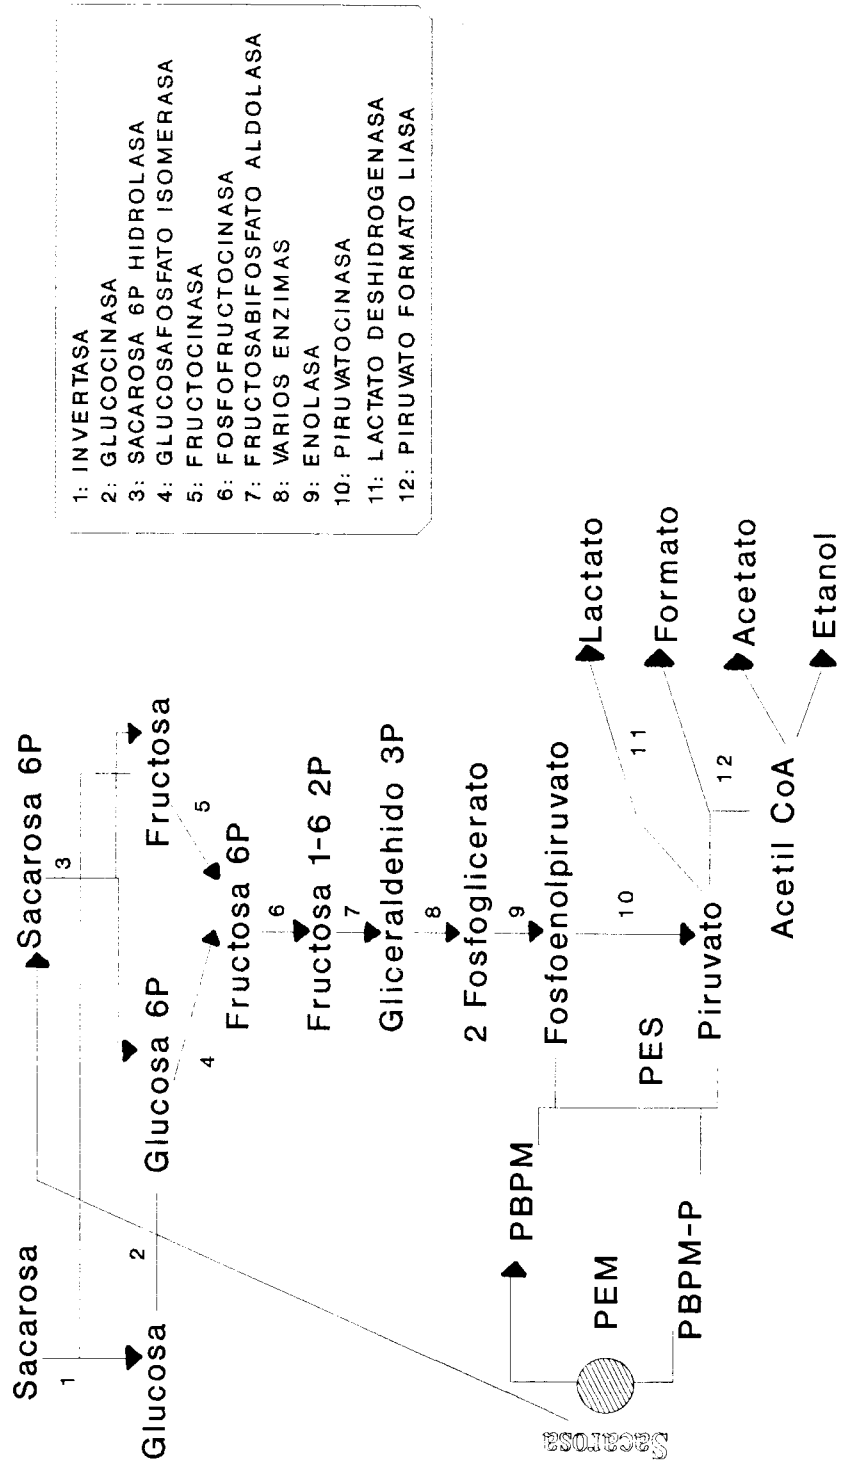 Sacarosa
Sacarosa 6P
1
3
Glucosa
2
Glucosa 6P
Fructosa
4
5
Fructosa 6P
6
Fructosa 1-6 2P
7
Gliceraldehido 3P
8
2 Fosfoglicerato
9
Fosfoenolpiruvato
10
Piruvato
PBPM
PES
PEM
PBPM-P
Sacarosa
11
12
Lactato
Formato
Acetil CoA
Acetato
Etanol
1: INVERTASA
2: GLUCOCINASA
3: SACAROSA 6P HIDROLASA
4: GLUCOSAFOSFATO ISOMERASA
5: FRUCTOCINASA
6: FOSFOFRUCTOCINASA
7: FRUCTOSABIFOSFATO ALDOLASA
8: VARIOS ENZIMAS
9: ENOLASA
10: PIRUVATOCINASA
11: LACTATO DESHIDROGENASA
12: PIRUVATO FORMATO LIASA